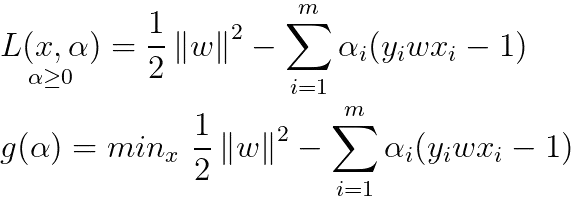 L(x, α) = 1/2 ‖w‖² − ∑_{i=1}^{m} α_i(y_i w x_i − 1)
α≥0
g(α) = min_x 1/2 ‖w‖² − ∑_{i=1}^{m} α_i(y_i w x_i − 1)